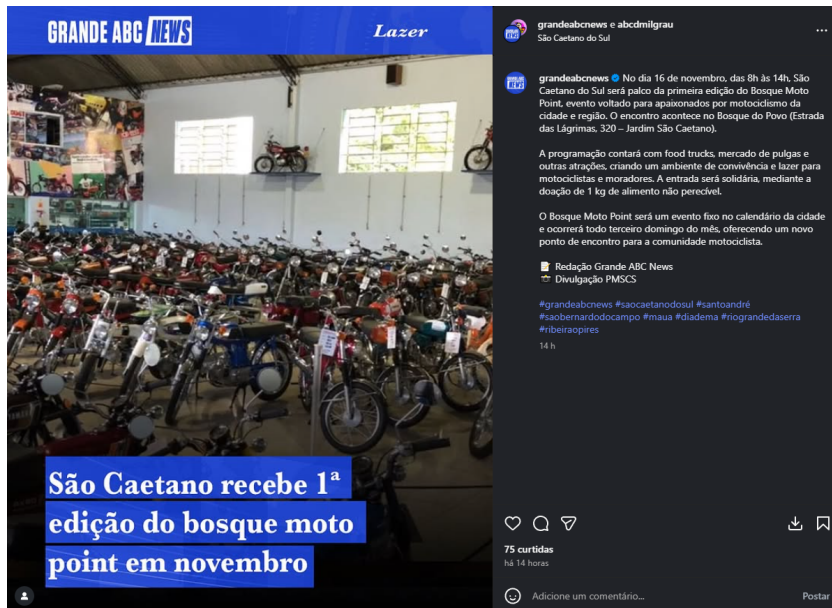 GRANDE ABC NEWS
Lazer
São Caetano recebe 1ª
edição do bosque moto
point em novembro
grandeabcnews e abcdmilgrau
São Caetano do Sul
grandeabcnews No dia 16 de novembro, das 8h às 14h, São
Caetano do Sul será palco da primeira edição do Bosque Moto
Point, evento voltado para apaixonados por motociclismo da
cidade e região. O encontro acontece no Bosque do Povo (Estrada
das Lágrimas, 320 – Jardim São Caetano).
A programação contará com food trucks, mercado de pulgas e
outras atrações, criando um ambiente de convivência e lazer para
motociclistas e moradores. A entrada será solidária, mediante a
doação de 1 kg de alimento não perecível.
O Bosque Moto Point será um evento fixo no calendário da cidade
e ocorrerá todo terceiro domingo do mês, oferecendo um novo
ponto de encontro para a comunidade motociclista.
Redação Grande ABC News
Divulgação PMSCS
#grandeabcnews #saocaetanodosul #santoandré
#saobernardodocampo #maua #diadema #riograndedaserra
#ribeiraopires
14 h
75 curtidas
há 14 horas
Adicione um comentário...
Postar